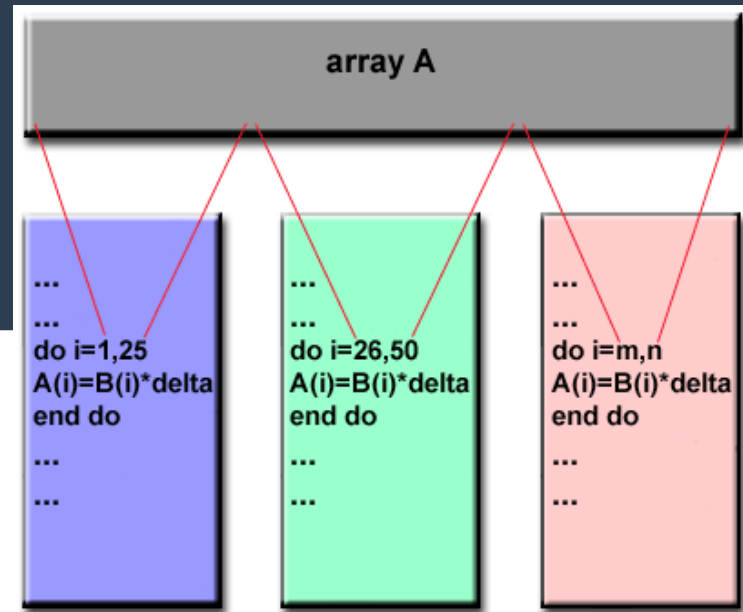 array A
...
...
do i=1,25
A(i)=B(i)*delta
end do
...
...
...
...
do i=26,50
A(i)=B(i)*delta
end do
...
...
...
...
do i=m,n
A(i)=B(i)*delta
end do
...
...